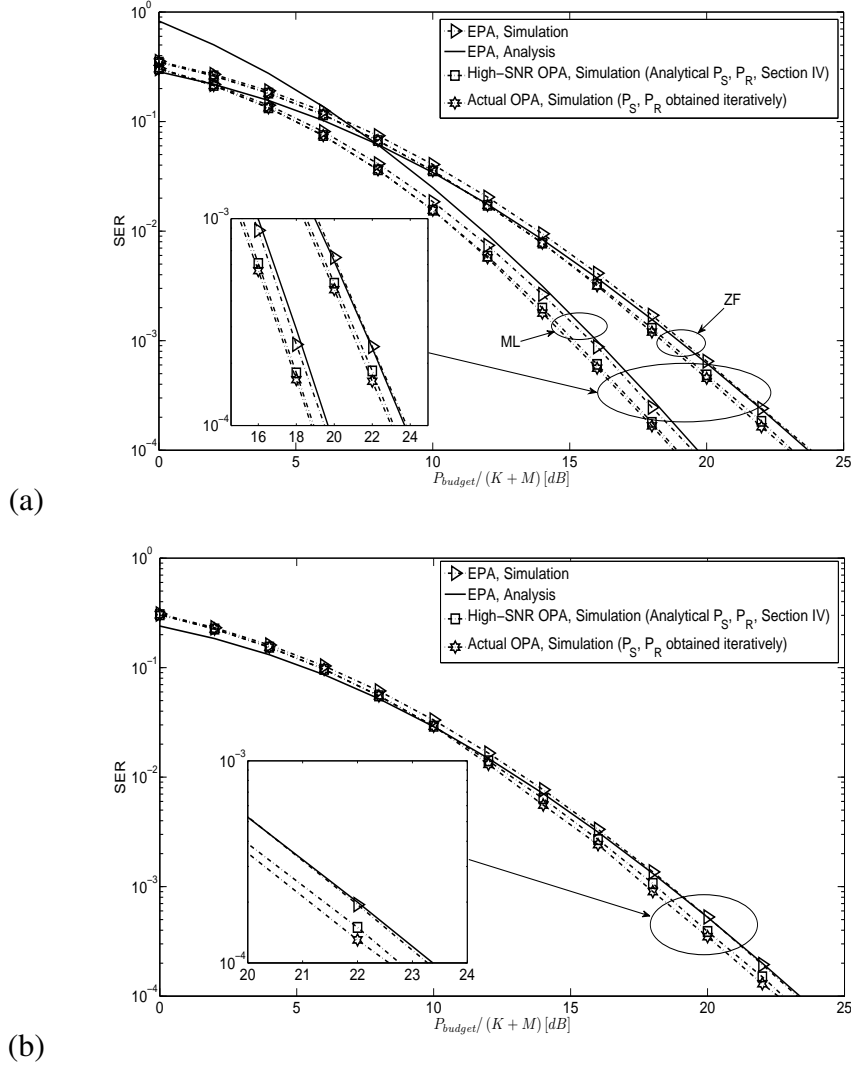 10^0
10^{-1}
10^{-2}
10^{-3}
10^{-4}
SER
EPA, Simulation
EPA, Analysis
High−SNR OPA, Simulation (Analytical P_S, P_R, Section IV)
Actual OPA, Simulation (P_S, P_R obtained iteratively)
10^{-3}
10^{-4}
16 18 20 22 24
ML
ZF
0 5 10 15 20 25
P_{budget}/(K + M) [dB]
(a)
10^0
10^{-1}
10^{-2}
10^{-3}
10^{-4}
SER
EPA, Simulation
EPA, Analysis
High−SNR OPA, Simulation (Analytical P_S, P_R, Section IV)
Actual OPA, Simulation (P_S, P_R obtained iteratively)
10^{-3}
10^{-4}
20 21 22 23 24
0 5 10 15 20 25
P_{budget}/(K + M) [dB]
(b)